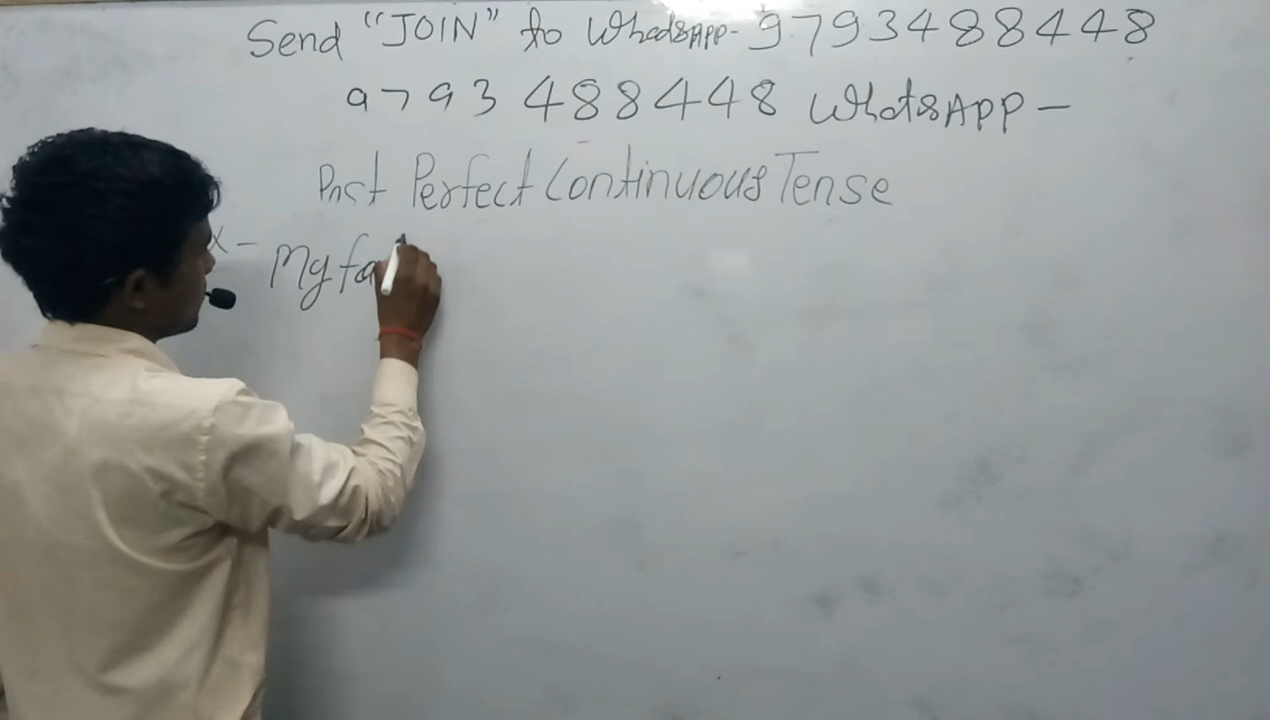 Send "JOIN" to WhatsApp- 9793488448
9793488448 WhatsApp-
Past Perfect Continuous Tense
x- My fa